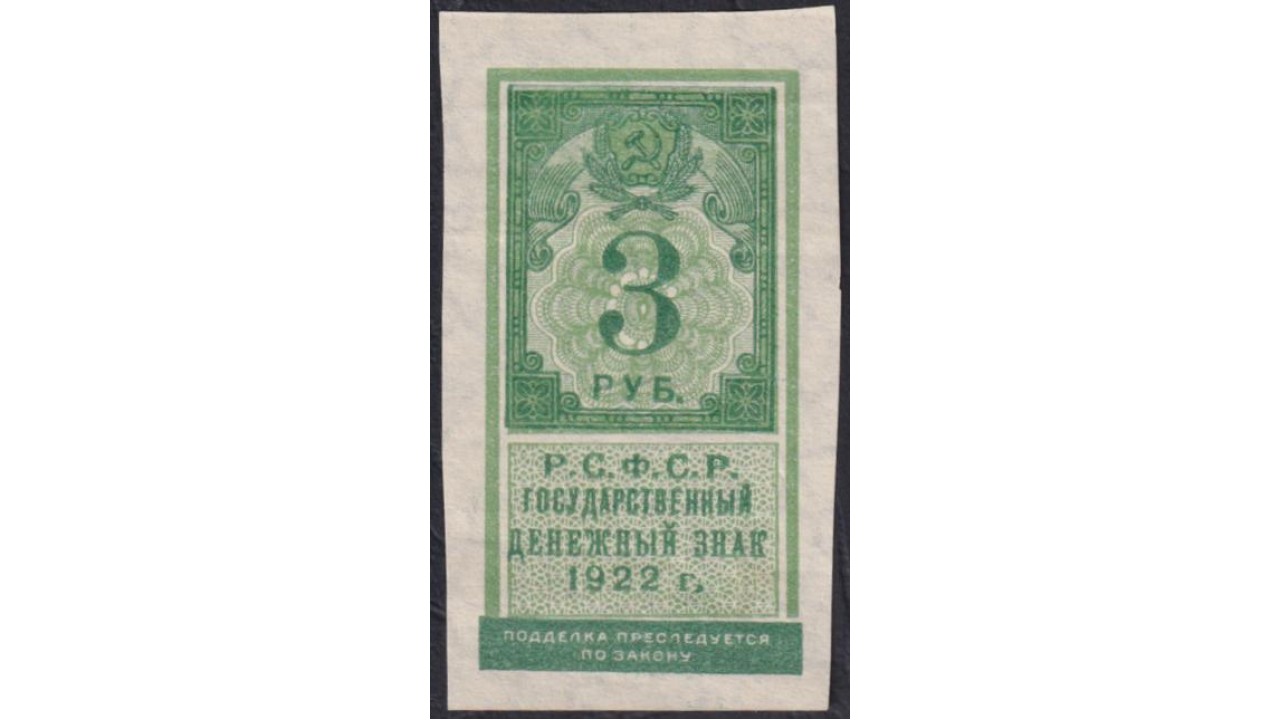 3
РУБ.
Р.С.Ф.С.Р.
ГОСУДАРСТВЕННЫЙ
ДЕНЕЖНЫЙ ЗНАК
1922 г,
ПОДДЕЛКА ПРЕСЛЕДУЕТСЯ
ПО ЗАКОНУ